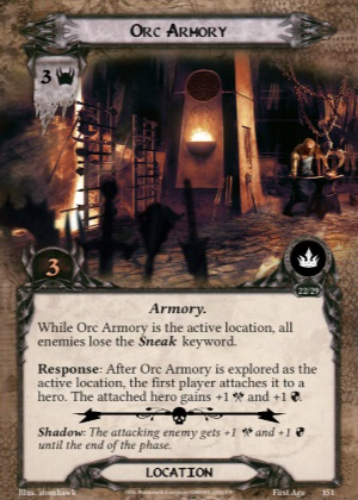 ORC ARMORY
3
3
22/29
Armory.
While Orc Armory is the active location, all
enemies lose the Sneak keyword.
Response: After Orc Armory is explored as the
active location, the first player attaches it to a
hero. The attached hero gains +1 and +1 .
Shadow: The attacking enemy gets +1 and +1
until the end of the phase.
LOCATION
Illus. atomhawk
First Age
151